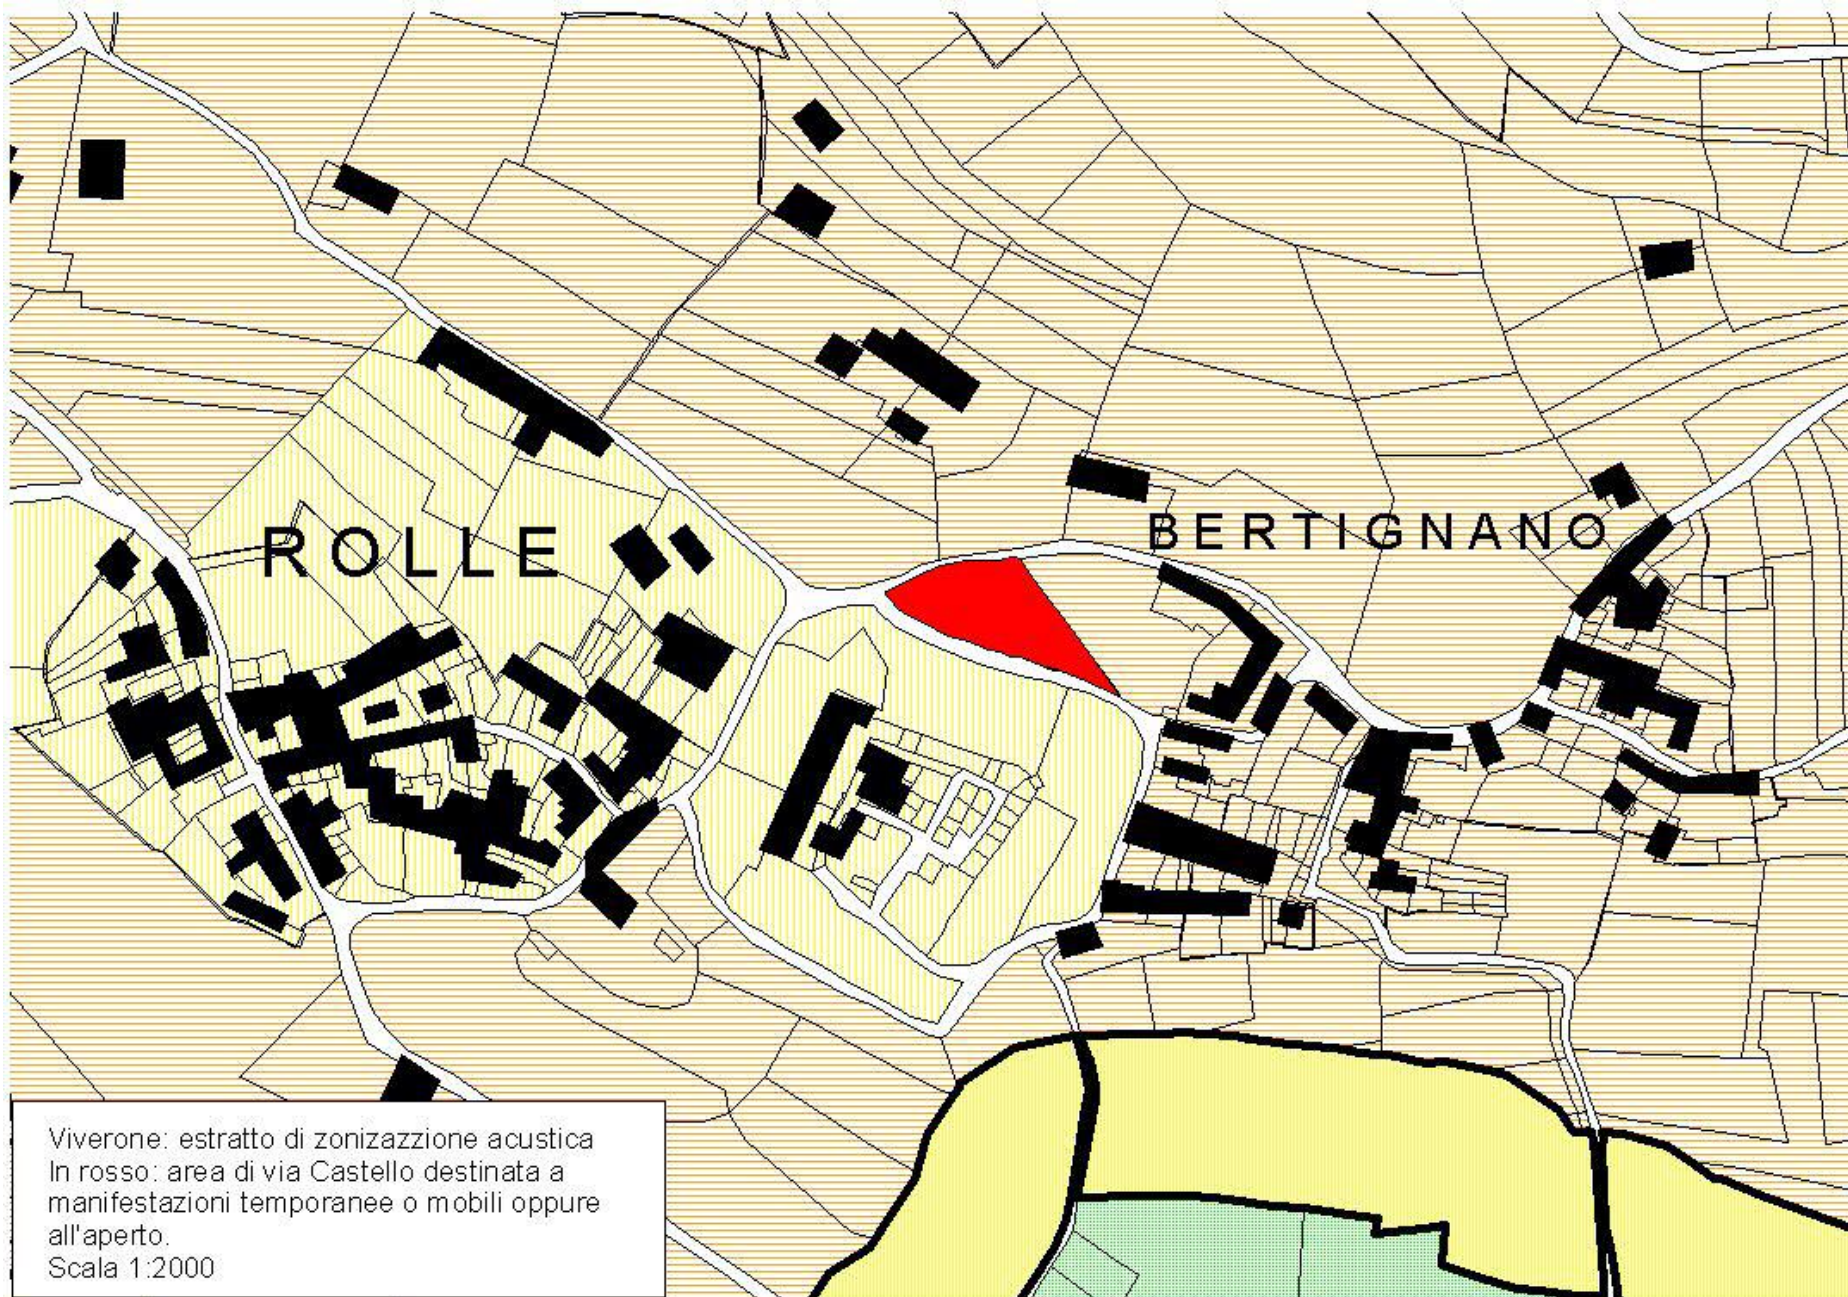 ROLLE
BERTIGNANO
Viverone: estratto di zonizazzione acustica
In rosso: area di via Castello destinata a
manifestazioni temporanee o mobili oppure
all'aperto.
Scala 1:2000